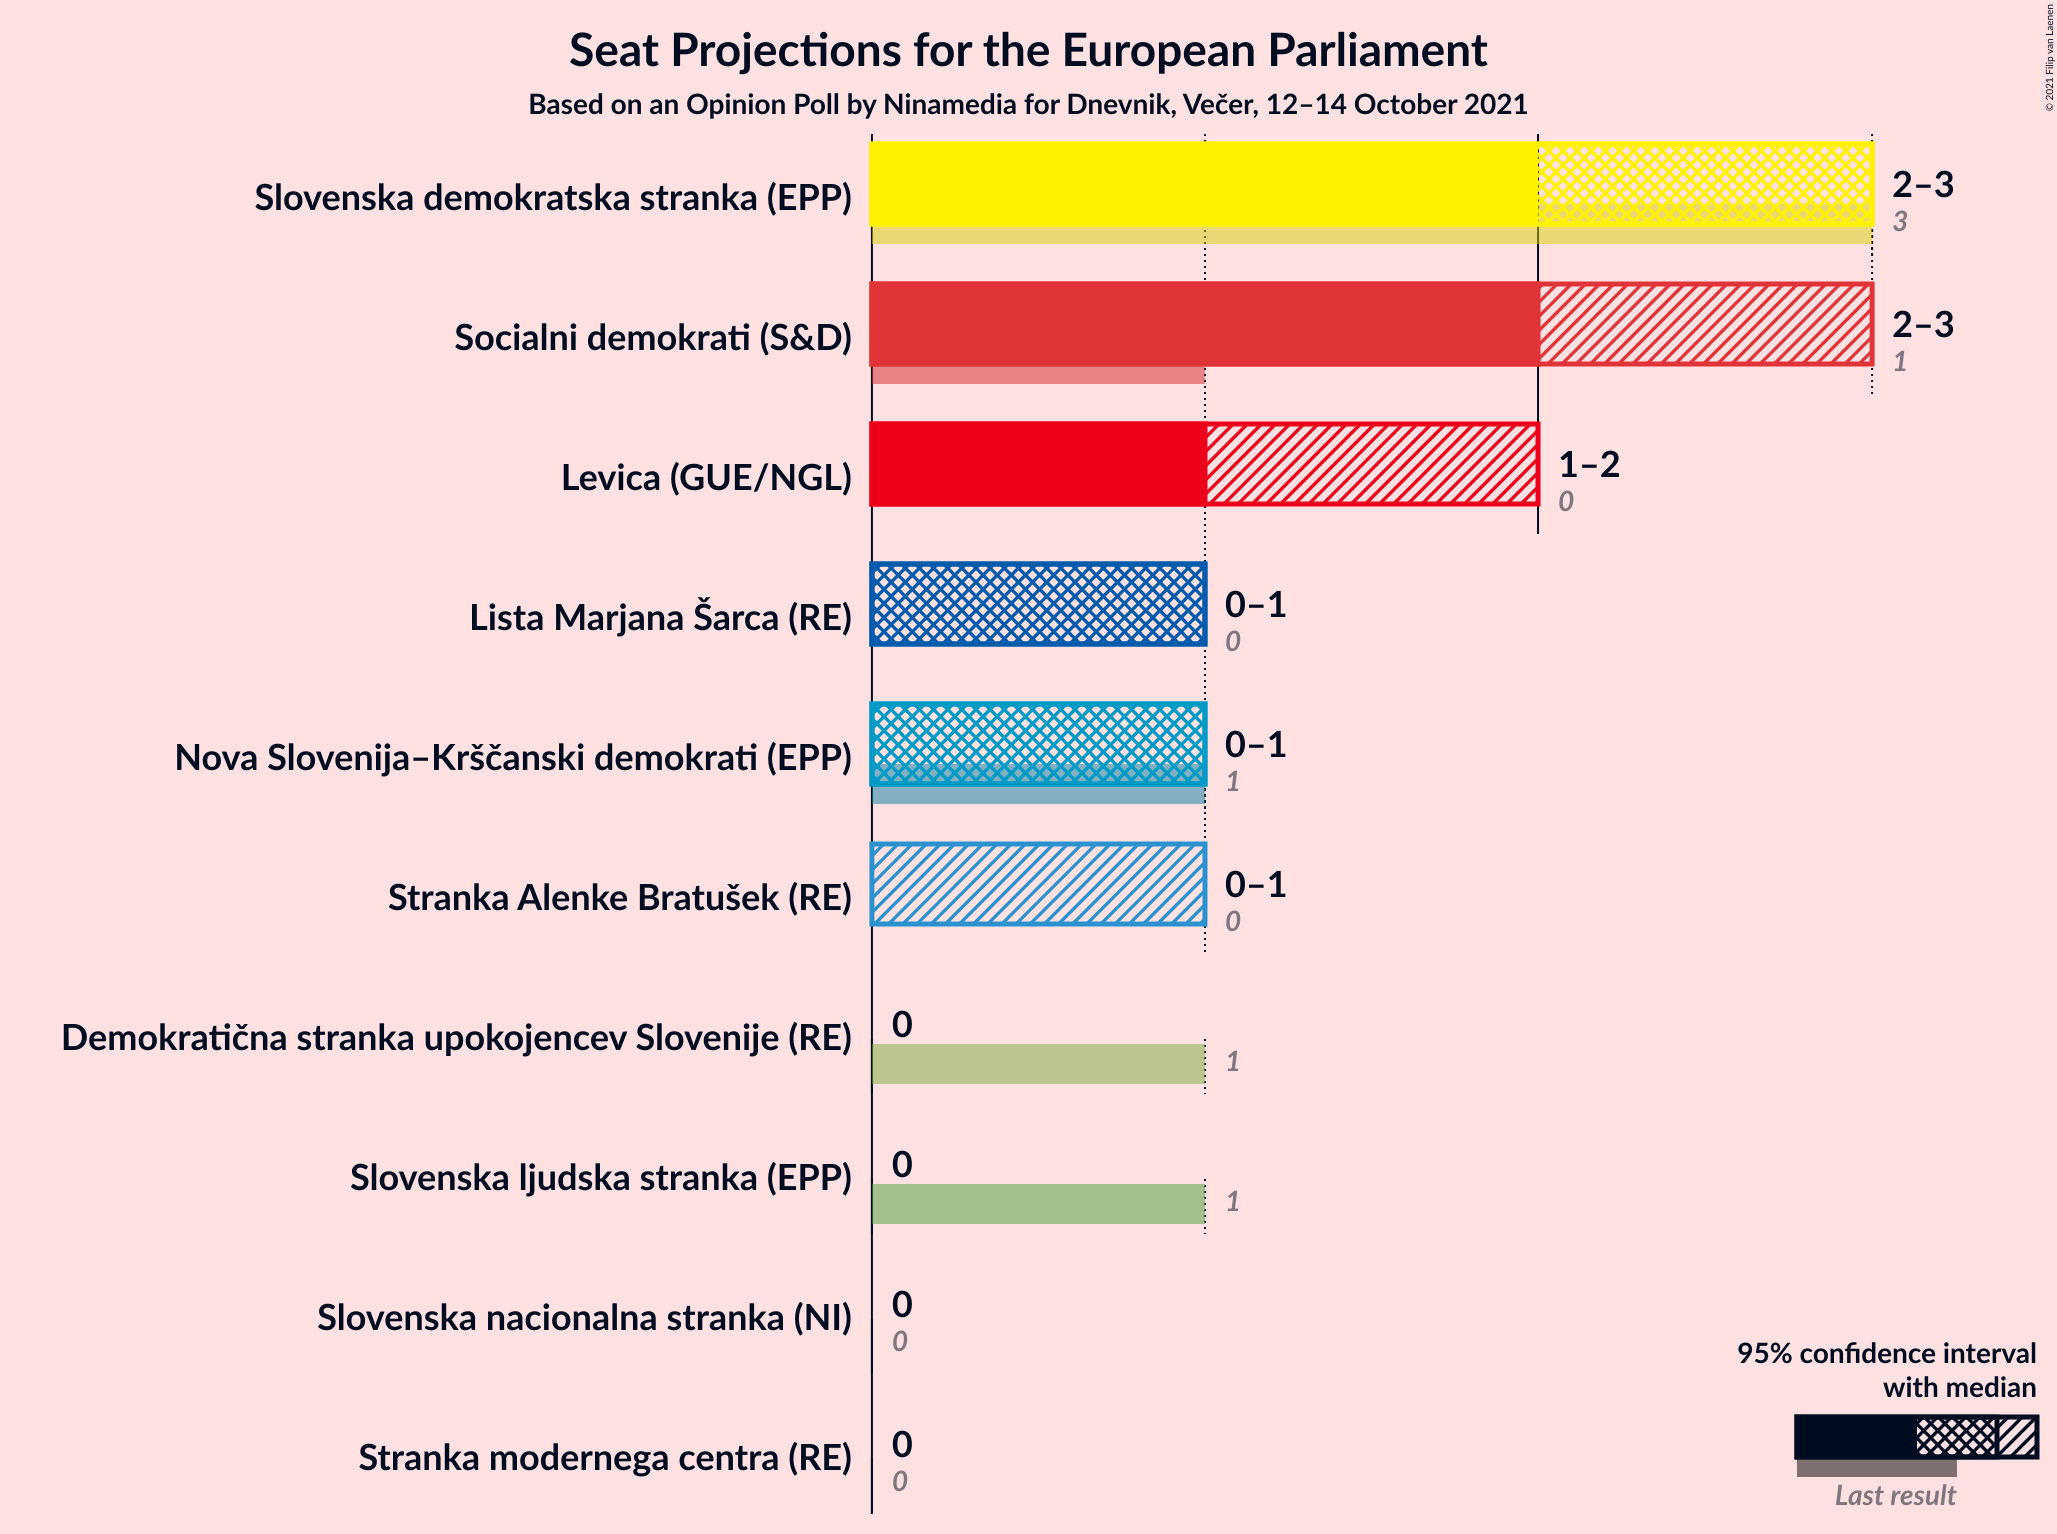 Seat Projections for the European Parliament
Based on an Opinion Poll by Ninamedia for Dnevnik, Večer, 12–14 October 2021
© 2021 Filip van Laenen
Slovenska demokratska stranka (EPP)
2–3
3
Socialni demokrati (S&D)
2–3
1
Levica (GUE/NGL)
1–2
0
Lista Marjana Šarca (RE)
0–1
0
Nova Slovenija–Krščanski demokrati (EPP)
0–1
1
Stranka Alenke Bratušek (RE)
0–1
0
Demokratična stranka upokojencev Slovenije (RE)
0
1
Slovenska ljudska stranka (EPP)
0
1
Slovenska nacionalna stranka (NI)
0
0
Stranka modernega centra (RE)
0
0
95% confidence interval
with median
Last result